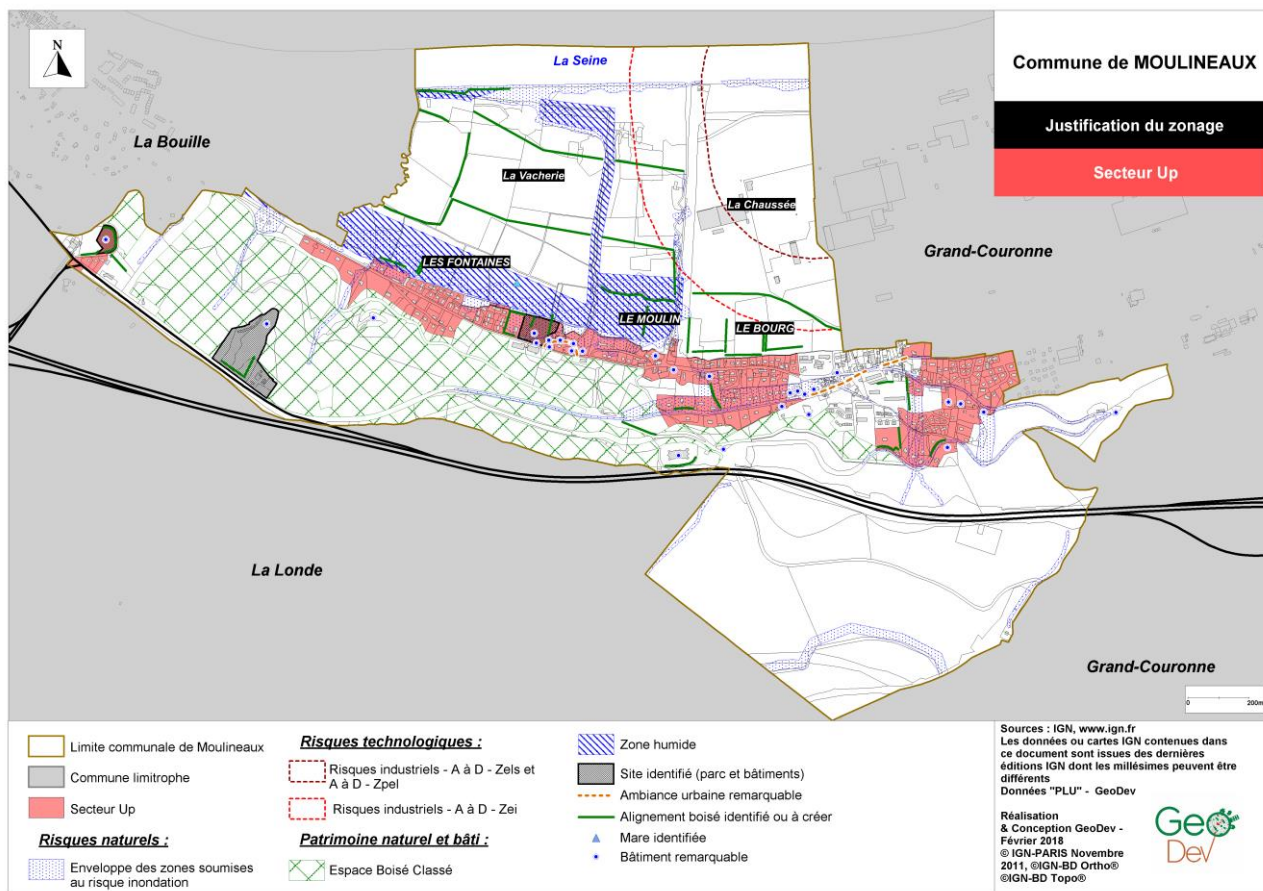 Commune de MOULINEAUX
Justification du zonage
Secteur Up
N
La Seine
La Bouille
La Vacherie
La Chaussée
Grand-Couronne
LES FONTAINES
LE MOULIN
LE BOURG
La Londe
Grand-Couronne
0 200m
Limite communale de Moulineaux
Commune limitrophe
Secteur Up
Risques naturels :
Enveloppe des zones soumises
au risque inondation
Risques technologiques :
Risques industriels - A à D - Zels et
A à D - Zpel
Risques industriels - A à D - Zei
Patrimoine naturel et bâti :
Espace Boisé Classé
Zone humide
Site identifié (parc et bâtiments)
Ambiance urbaine remarquable
Alignement boisé identifié ou à créer
Mare identifiée
Bâtiment remarquable
Sources : IGN, www.ign.fr
Les données ou cartes IGN contenues dans
ce document sont issues des dernières
éditions IGN dont les millésimes peuvent être
différents
Données "PLU" - GeoDev
Réalisation
& Conception GeoDev -
Février 2018
© IGN-PARIS Novembre
2011, ©IGN-BD Ortho®
©IGN-BD Topo®
Geo
Dev